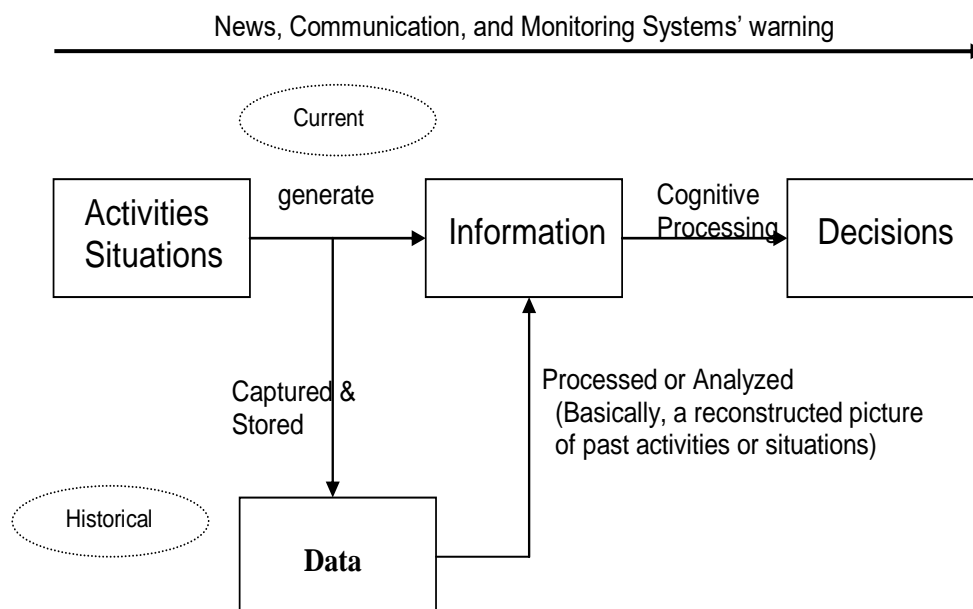 News, Communication, and Monitoring Systems’ warning
Current
generate
Cognitive
Processing
Activities
Situations
Information
Decisions
Captured &
Stored
Processed or Analyzed
(Basically, a reconstructed picture
of past activities or situations)
Historical
Data